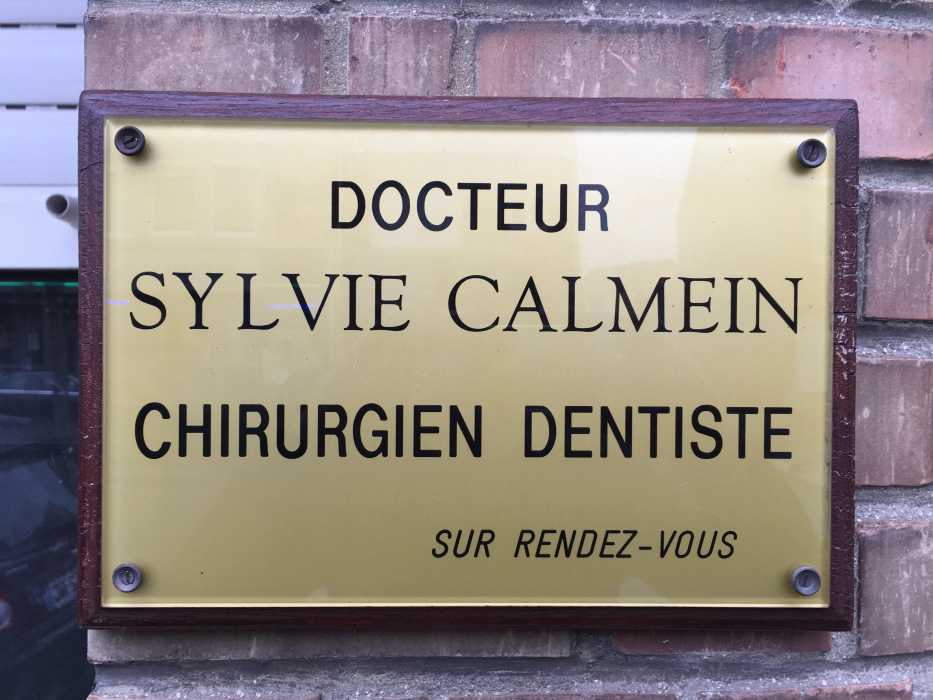 DOCTEUR
SYLVIE CALMEIN
CHIRURGIEN DENTISTE
SUR RENDEZ-VOUS